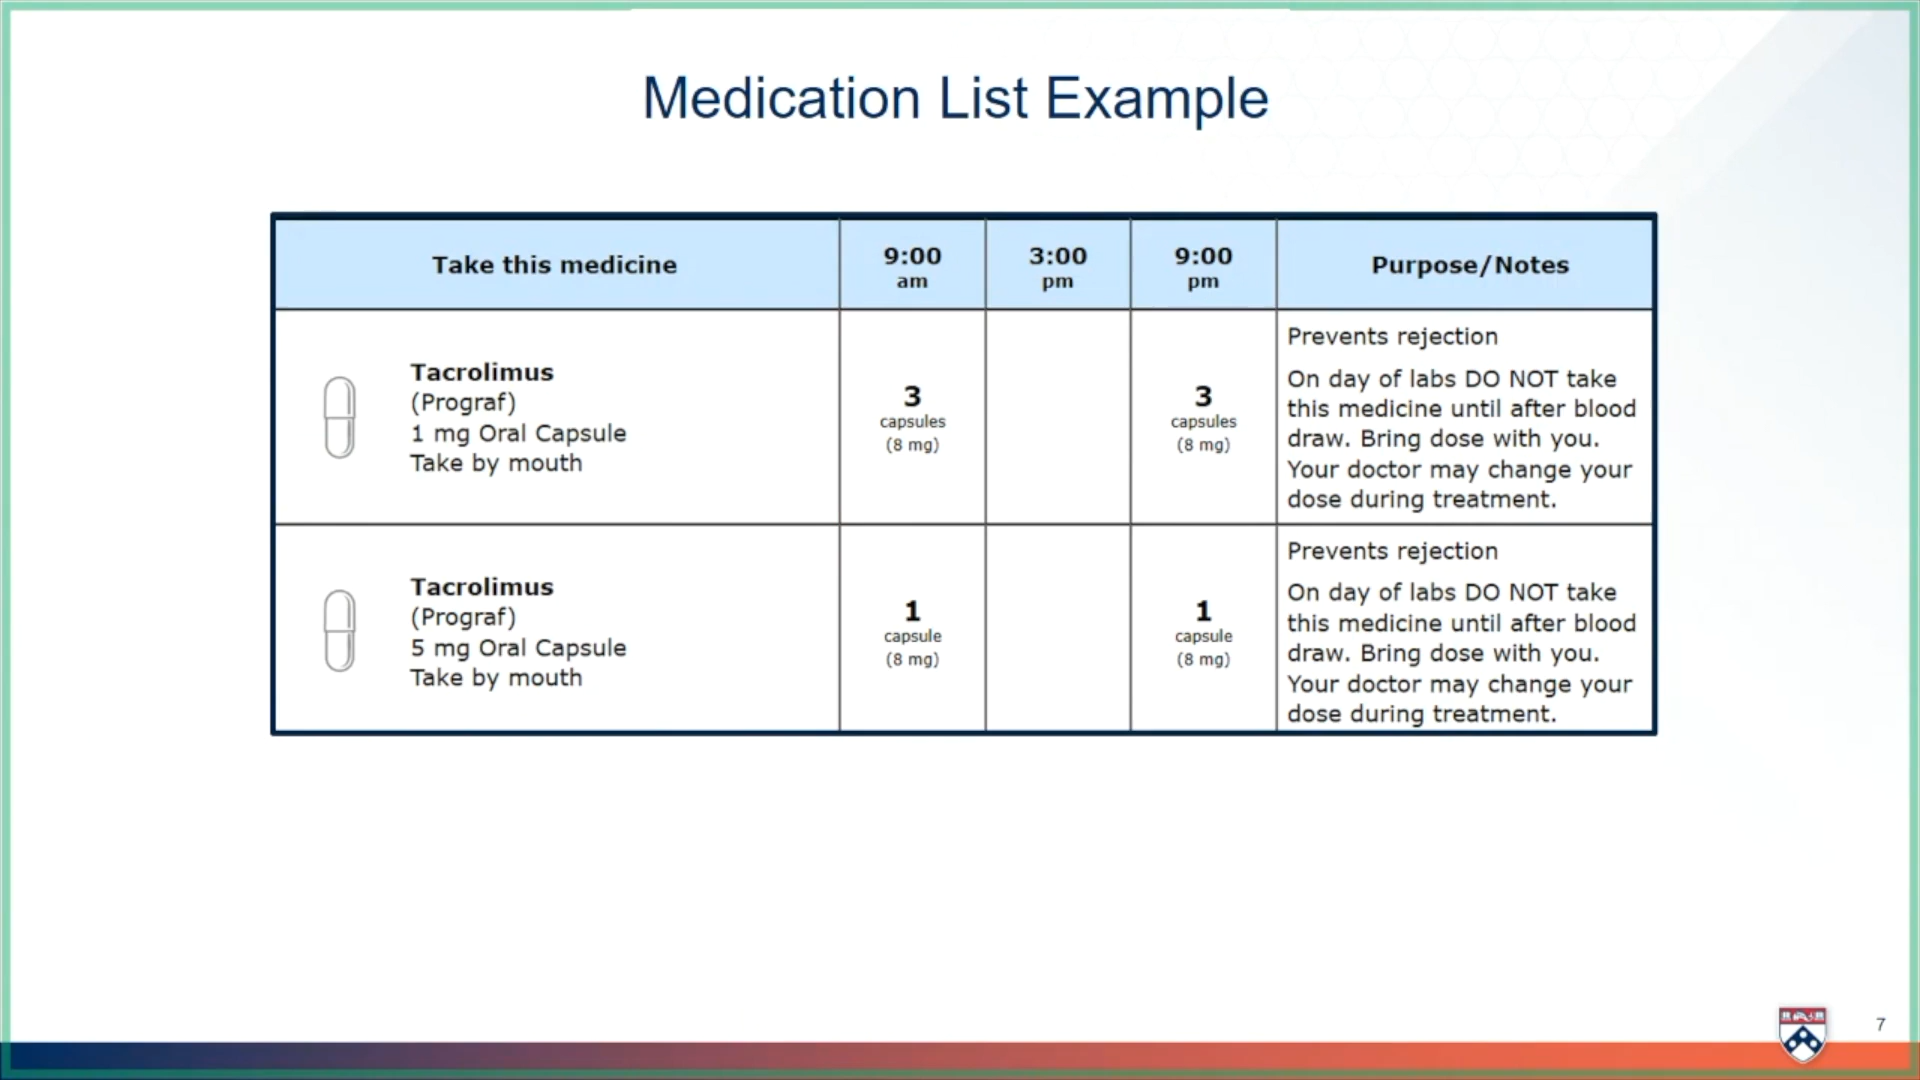 Medication List Example
Take this medicine
9:00
am
3:00
pm
9:00
pm
Purpose/Notes
Tacrolimus
(Prograf)
1 mg Oral Capsule
Take by mouth
3
capsules
(8 mg)
3
capsules
(8 mg)
Prevents rejection
On day of labs DO NOT take
this medicine until after blood
draw. Bring dose with you.
Your doctor may change your
dose during treatment.
Tacrolimus
(Prograf)
5 mg Oral Capsule
Take by mouth
1
capsule
(8 mg)
1
capsule
(8 mg)
Prevents rejection
On day of labs DO NOT take
this medicine until after blood
draw. Bring dose with you.
Your doctor may change your
dose during treatment.
7